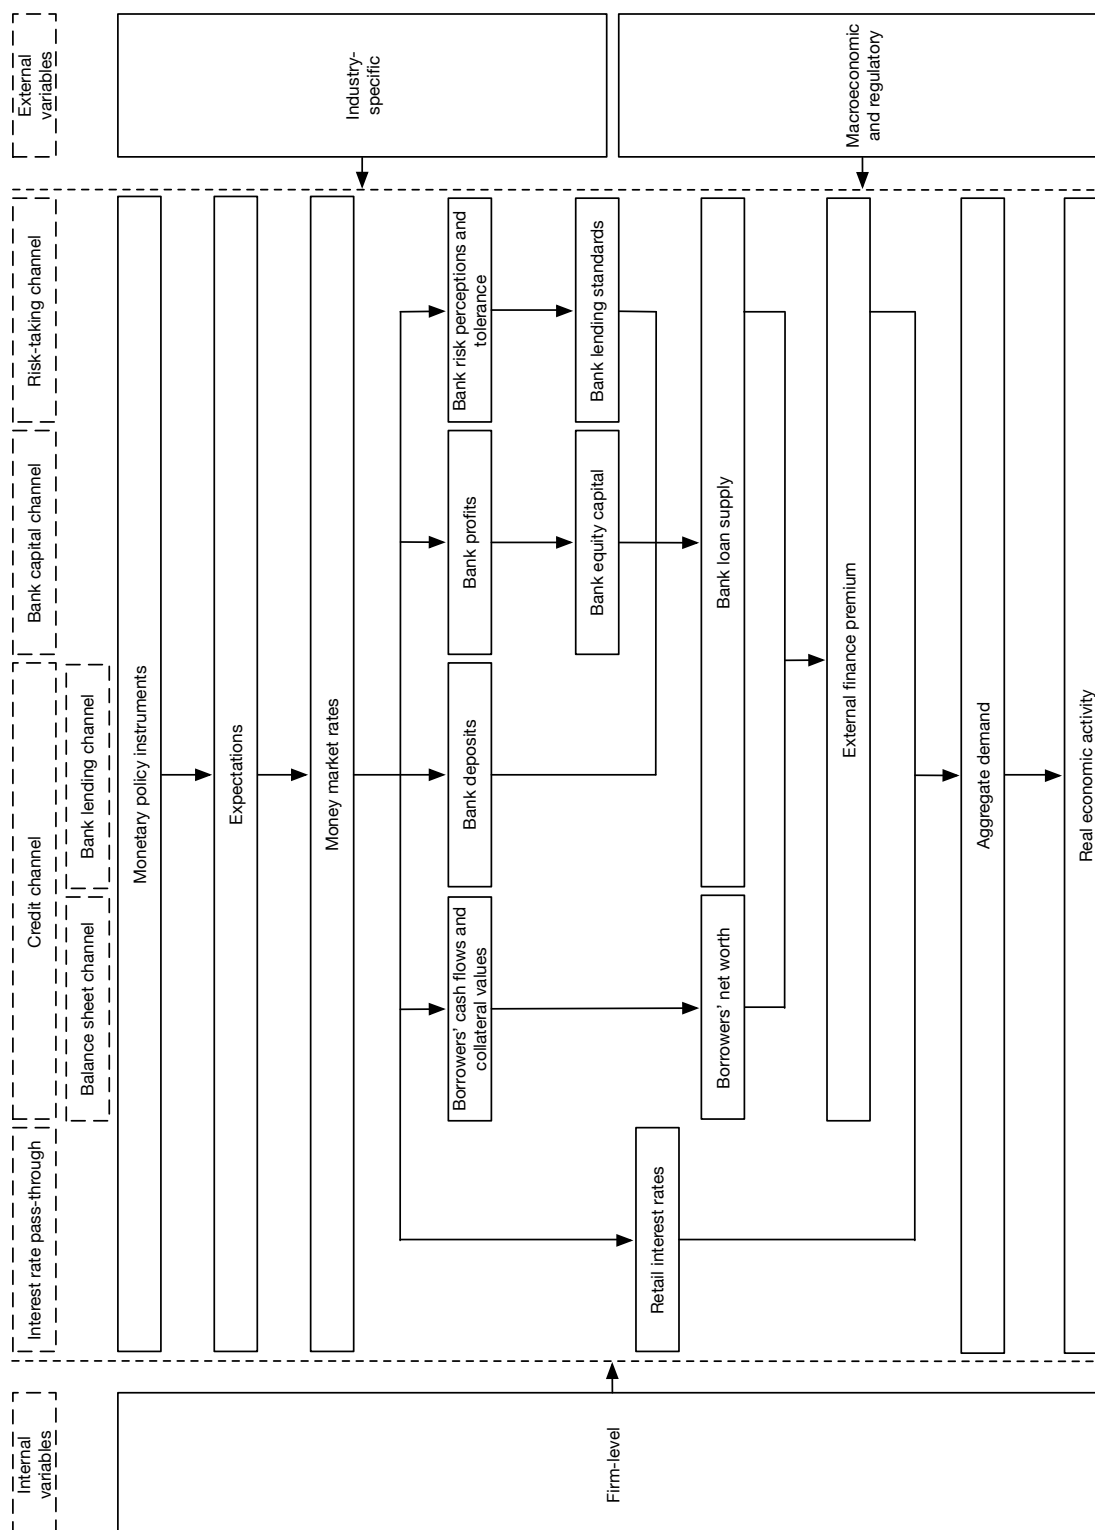 Internal
variables
Interest rate pass-through
Credit channel
Bank capital channel
Risk-taking channel
External
variables
Balance sheet channel
Bank lending channel
Monetary policy instruments
Expectations
Money market rates
Borrowers’ cash flows and
collateral values
Bank deposits
Bank profits
Bank risk perceptions and
tolerance
Bank equity capital
Bank lending standards
Retail interest rates
Borrowers’ net worth
Bank loan supply
External finance premium
Aggregate demand
Real economic activity
Firm-level
Industry-
specific
Macroeconomic
and regulatory